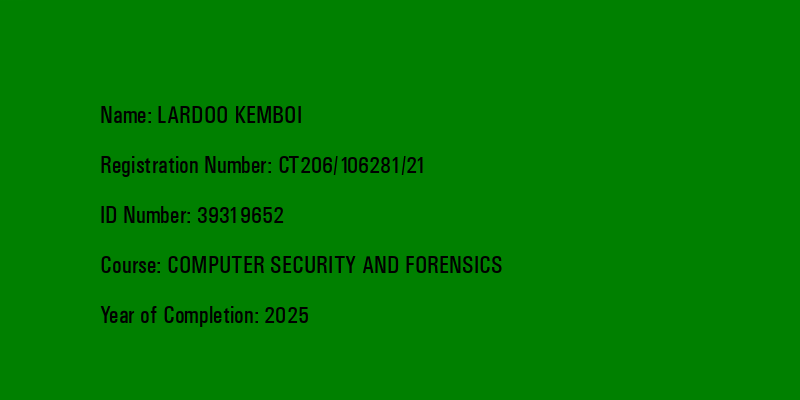 Name: LARDOO KEMBOI
Registration Number: CT206/106281/21
ID Number: 39319652
Course: COMPUTER SECURITY AND FORENSICS
Year of Completion: 2025